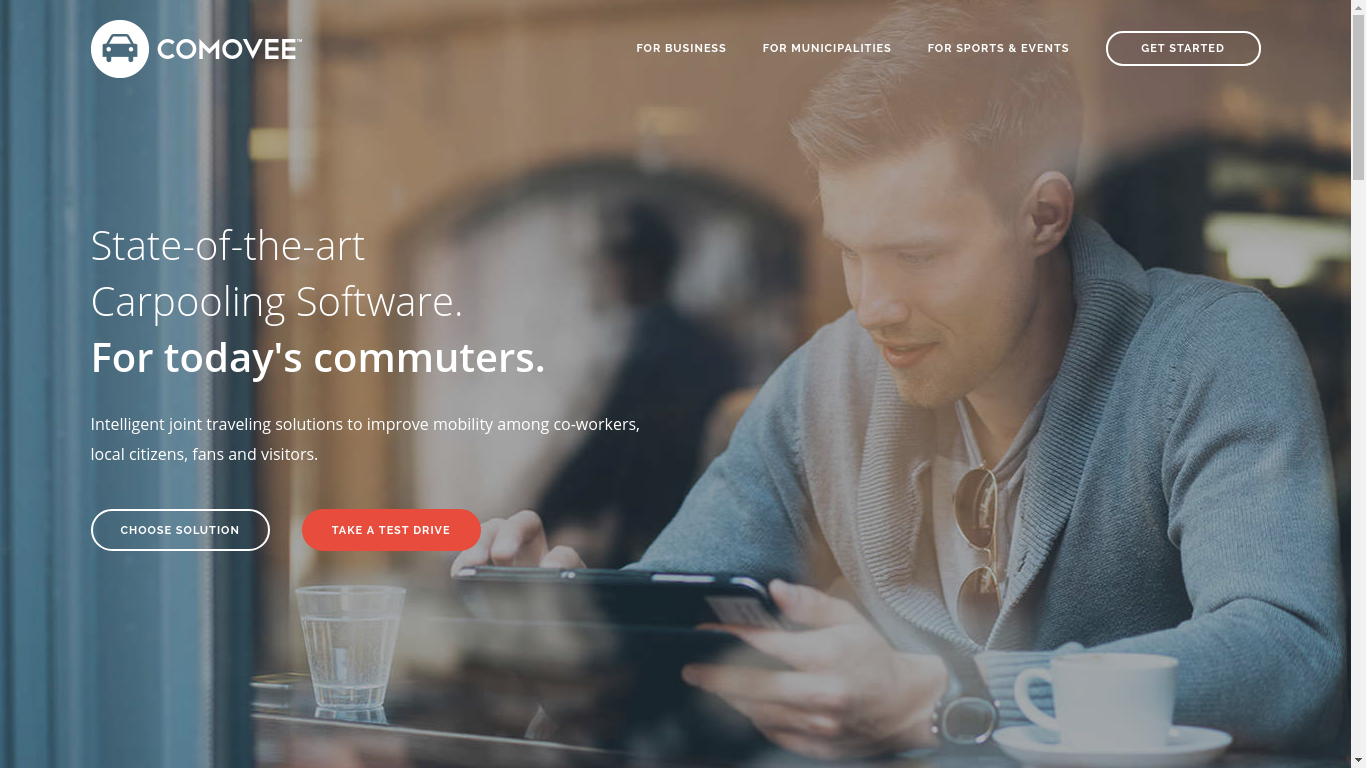 COMOVEE™
FOR BUSINESS
FOR MUNICIPALITIES
FOR SPORTS & EVENTS
GET STARTED
State-of-the-art
Carpooling Software.
For today's commuters.
Intelligent joint traveling solutions to improve mobility among co-workers,
local citizens, fans and visitors.
CHOOSE SOLUTION
TAKE A TEST DRIVE